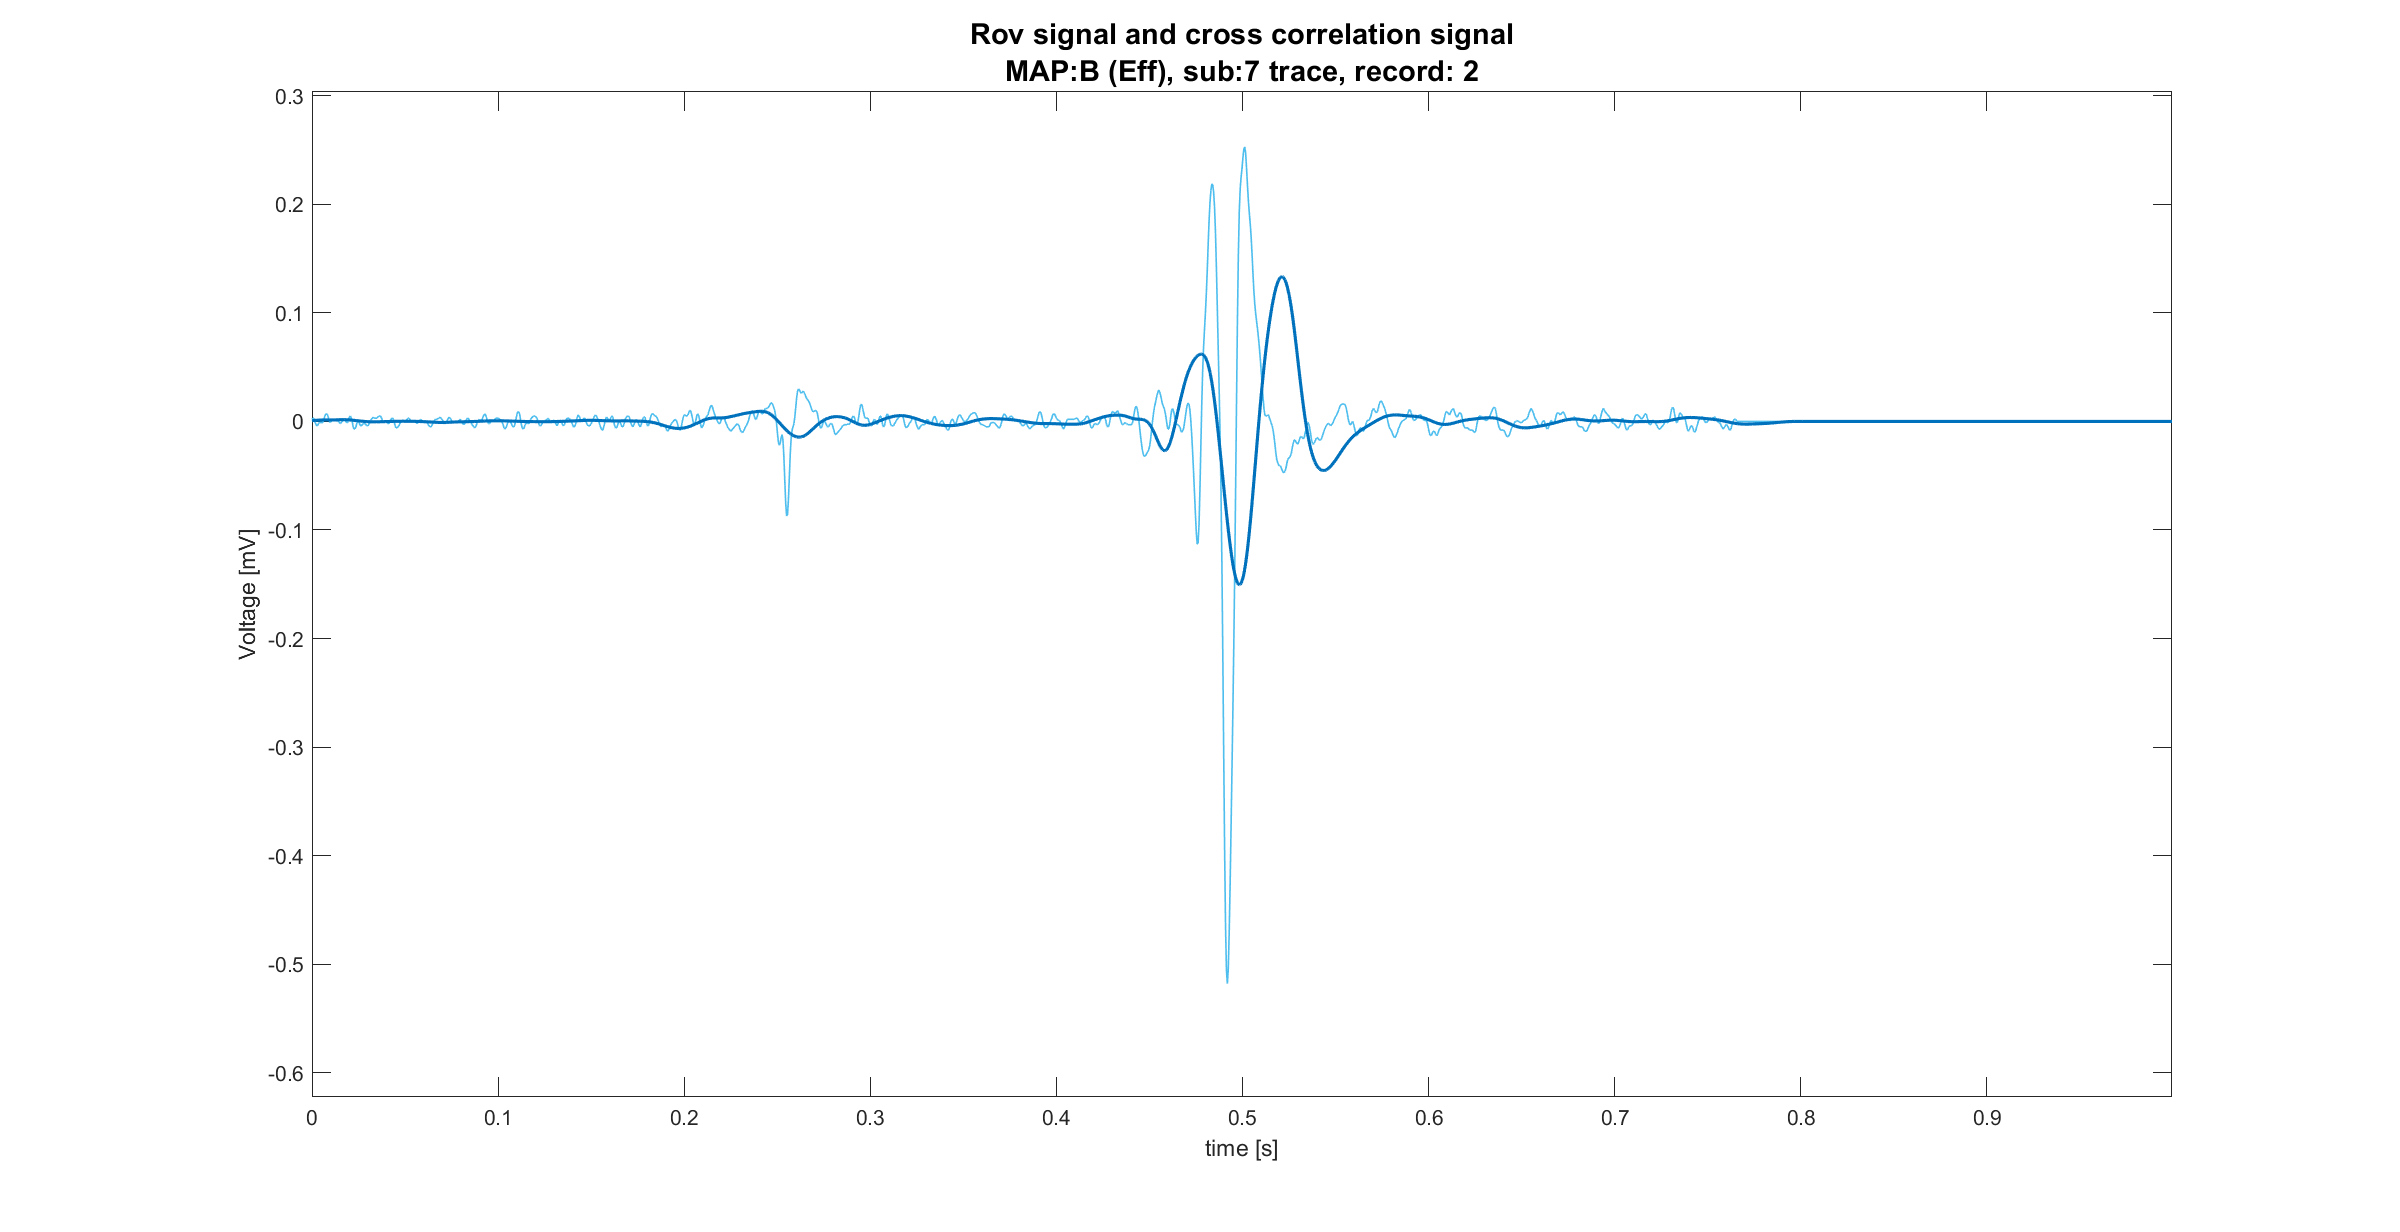 Rov signal and cross correlation signal
MAP:B (Eff), sub:7 trace, record: 2
0.3
0.2
0.1
0
-0.1
-0.2
-0.3
-0.4
-0.5
-0.6
Voltage [mV]
0 0.1 0.2 0.3 0.4 0.5 0.6 0.7 0.8 0.9
time [s]